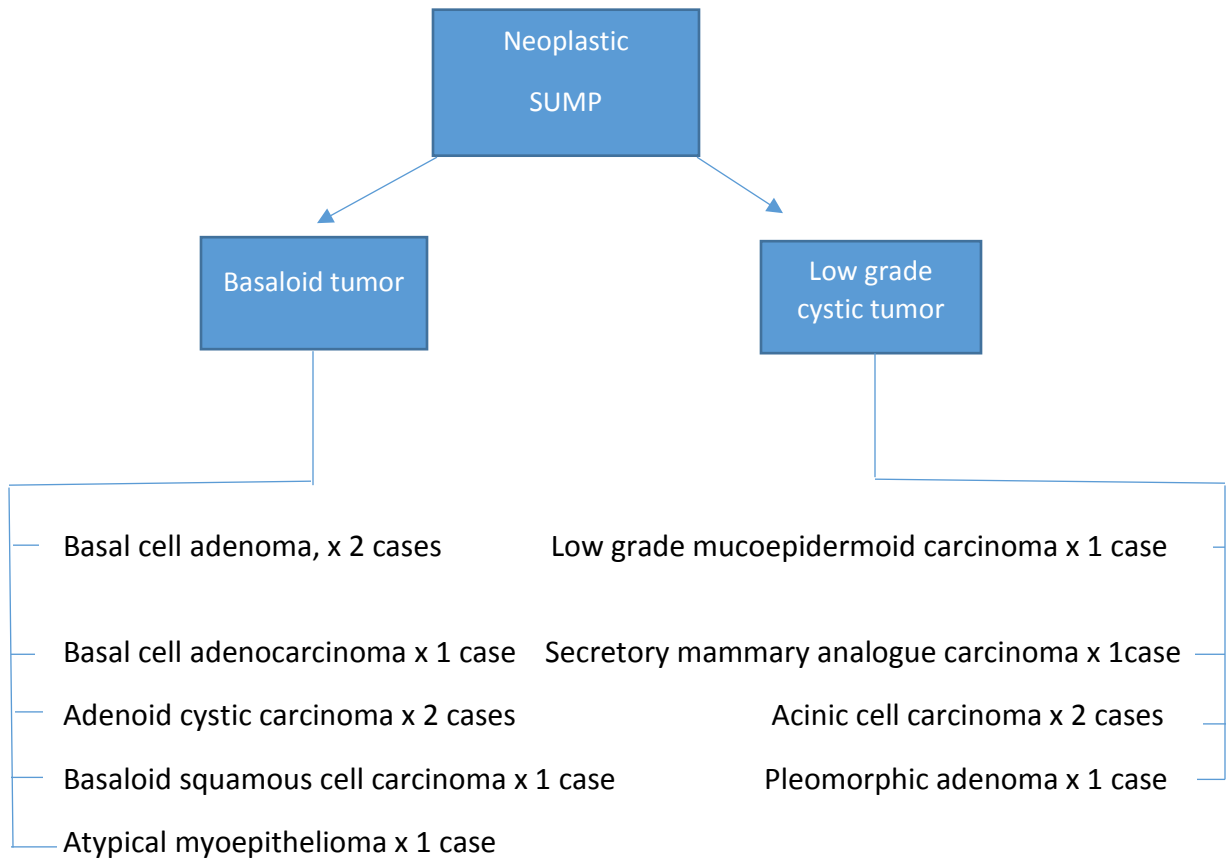 Neoplastic
SUMP
Basaloid tumor
Low grade
cystic tumor
Basal cell adenoma, x 2 cases
Basal cell adenocarcinoma x 1 case
Adenoid cystic carcinoma x 2 cases
Basaloid squamous cell carcinoma x 1 case
Atypical myoepithelioma x 1 case
Low grade mucoepidermoid carcinoma x 1 case
Secretory mammary analogue carcinoma x 1case
Acinic cell carcinoma x 2 cases
Pleomorphic adenoma x 1 case